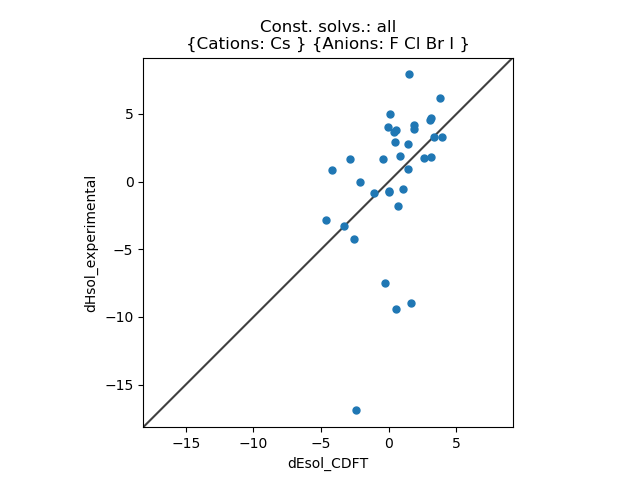 Const. solvs.: all
{Cations: Cs } {Anions: F Cl Br I }
5
0
−5
−10
−15
dHsol_experimental
−15
−10
−5
0
5
dEsol_CDFT